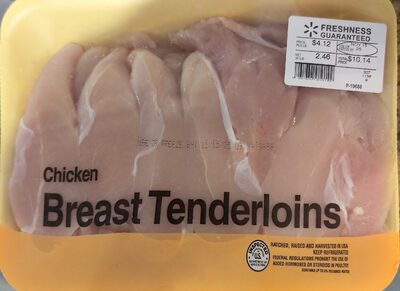 FRESHNESS
GUARANTEED
$4.12
2.46
$10.14
P-19688
Chicken
Breast Tenderloins
HATCHED, RAISED AND HARVESTED IN USA
KEEP REFRIGERATED
FEDERAL REGULATIONS PROHIBIT THE USE OF
ADDED HORMONES OR STEROIDS IN POULTRY